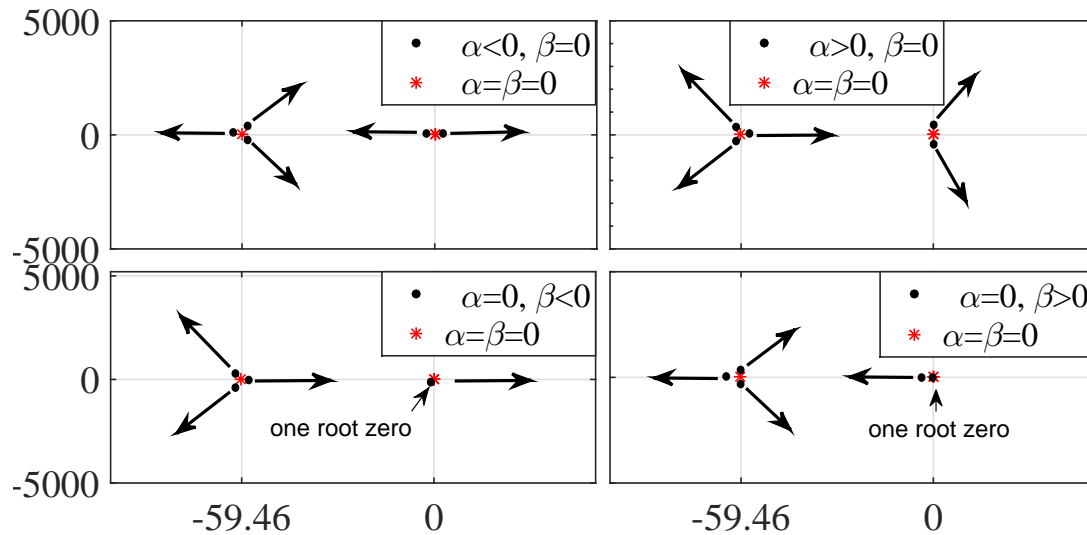 5000
0
-5000
α<0, β=0
α=β=0
α>0, β=0
α=β=0
5000
0
-5000
α=0, β<0
α=β=0
one root zero
α=0, β>0
α=β=0
one root zero
-59.46
0
-59.46
0